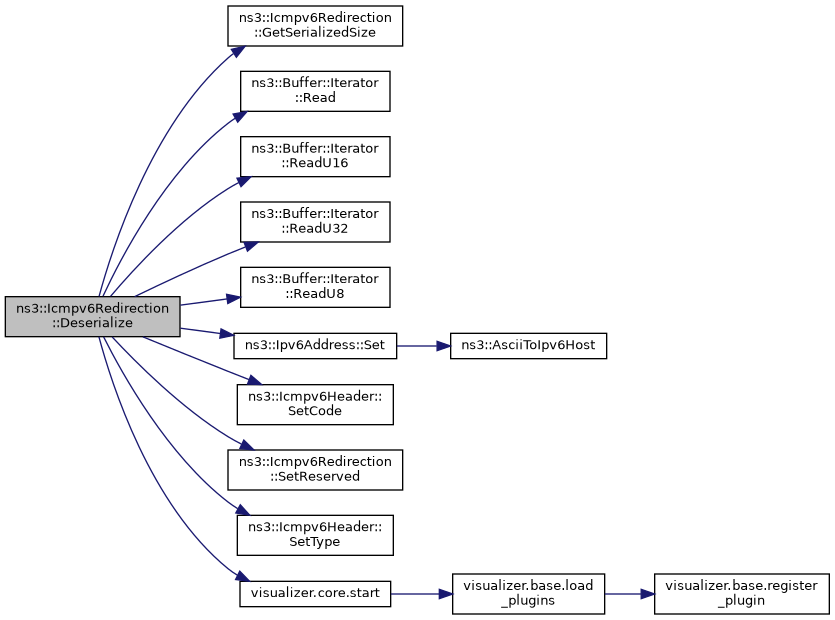 ns3::Icmpv6Redirection
::GetSerializedSize
ns3::Buffer::Iterator
::Read
ns3::Buffer::Iterator
::ReadU16
ns3::Buffer::Iterator
::ReadU32
ns3::Buffer::Iterator
::ReadU8
ns3::Icmpv6Redirection
::Deserialize
ns3::Ipv6Address::Set
ns3::AsciiToIpv6Host
ns3::Icmpv6Header::
SetCode
ns3::Icmpv6Redirection
::SetReserved
ns3::Icmpv6Header::
SetType
visualizer.core.start
visualizer.base.load
_plugins
visualizer.base.register
_plugin